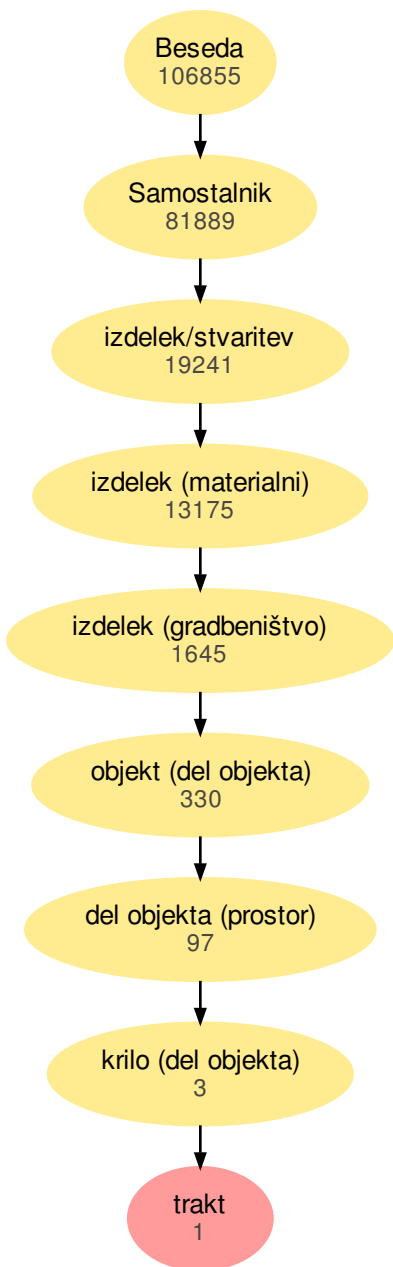 Beseda
106855
Samostalnik
81889
izdelek/stvaritev
19241
izdelek (materialni)
13175
izdelek (gradbeništvo)
1645
objekt (del objekta)
330
del objekta (prostor)
97
krilo (del objekta)
3
trakt
1